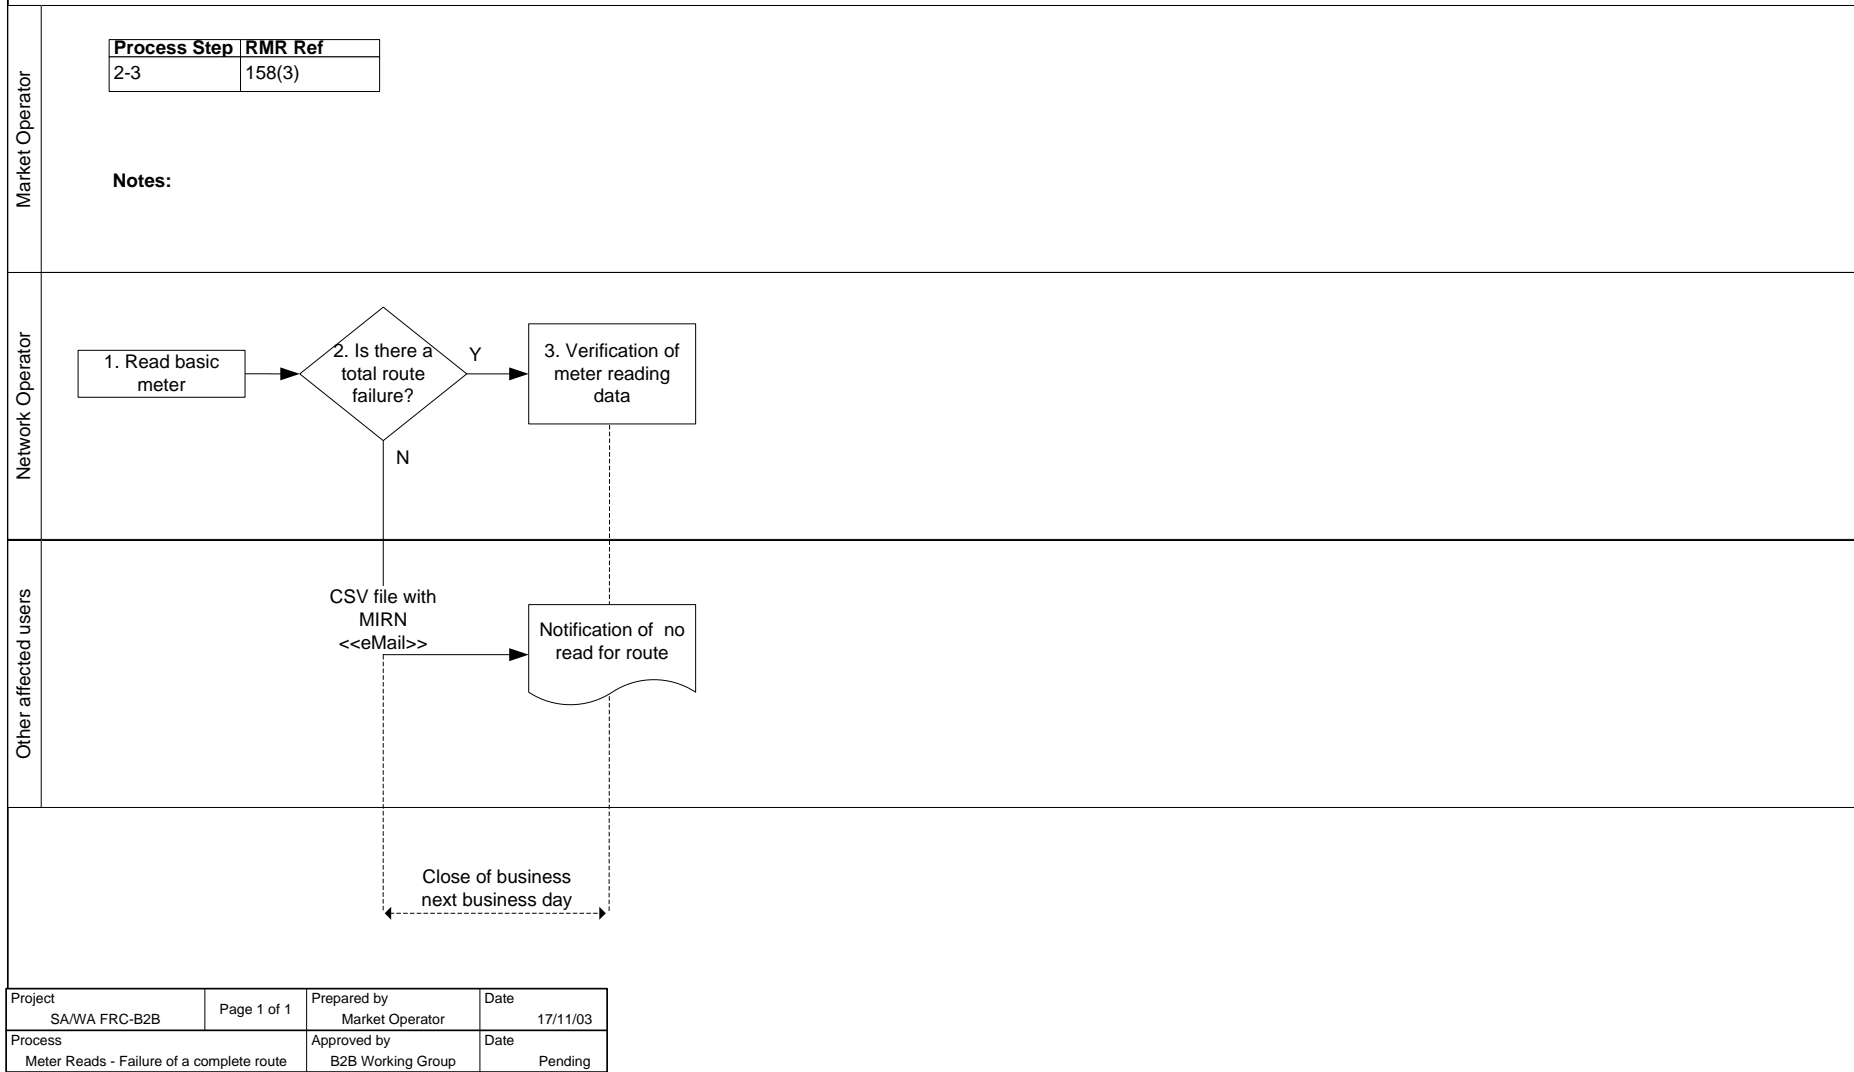 Market Operator
Process Step RMR Ref
2-3 158(3)
Notes:
Network Operator
1. Read basic
meter
2. Is there a
total route
failure?
Y
N
3. Verification of
meter reading
data
Other affected users
CSV file with
MIRN
<<eMail>>
Notification of no
read for route
Close of business
next business day
Project
SA/WA FRC-B2B
Page 1 of 1
Prepared by
Market Operator
Date
17/11/03
Process
Meter Reads - Failure of a complete route
Approved by
B2B Working Group
Date
Pending